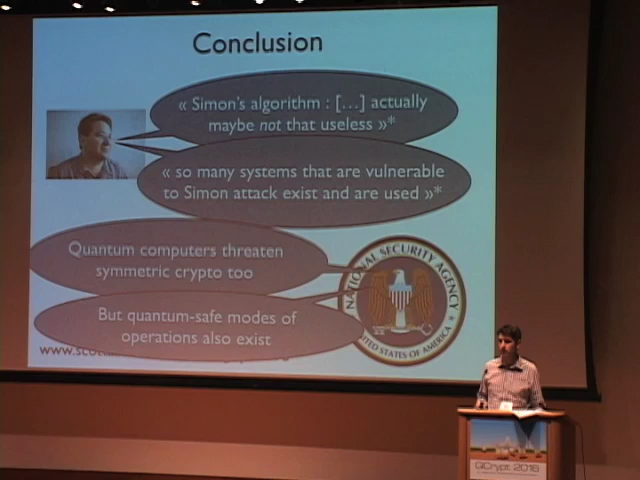 Conclusion
« Simon's algorithm : [...] actually
maybe not that useless »*
« so many systems that are vulnerable
to Simon attack exist and are used »*
Quantum computers threaten
symmetric crypto too
But quantum-safe modes of
operations also exist
NATIONAL SECURITY AGENCY
UNITED STATES OF AMERICA
QCrypt 2016